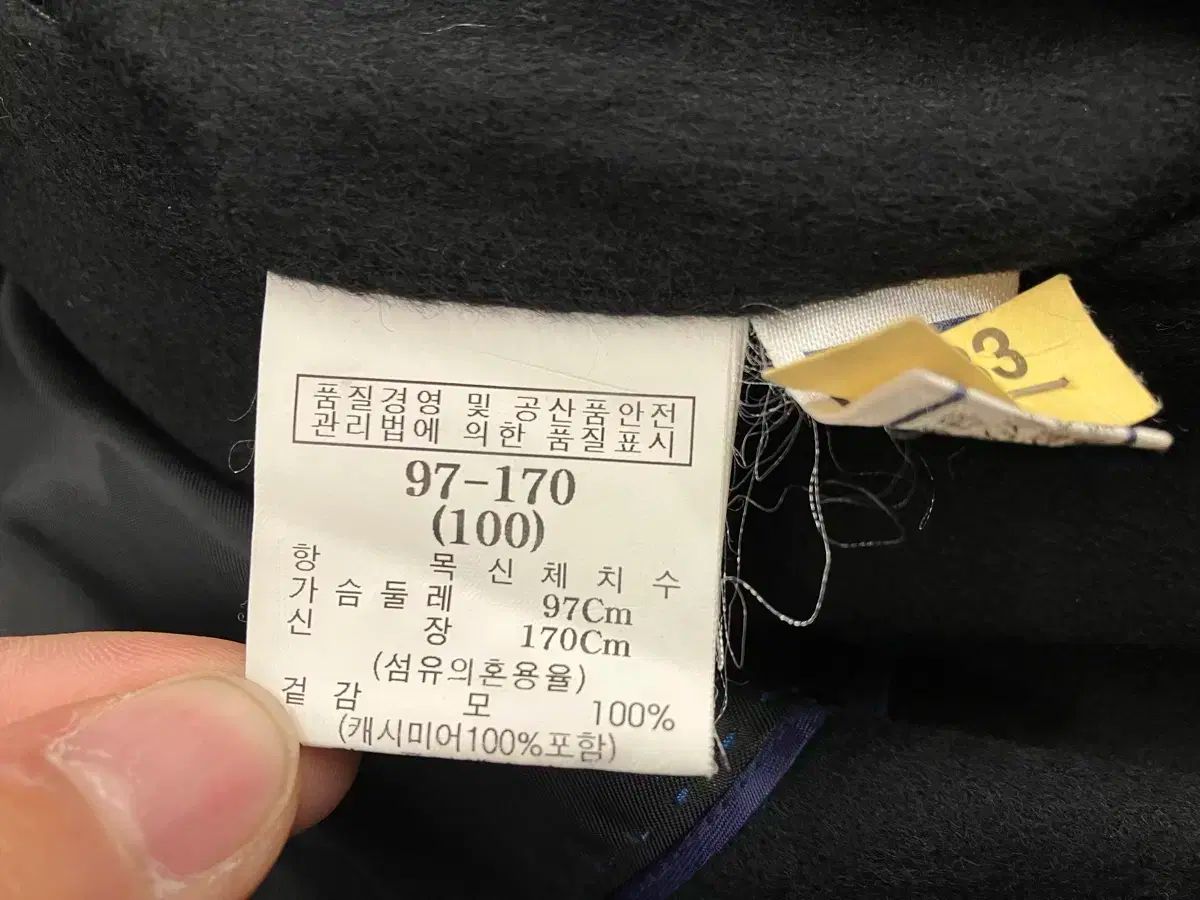 품질경영 및 공산품안전
관리법에 의한 품질표시
97-170
(100)
항 목 신체치수
가슴둘레 97Cm
신 장 170Cm
(섬유의혼용율)
겉감 모 100%
(캐시미어100%포함)
3